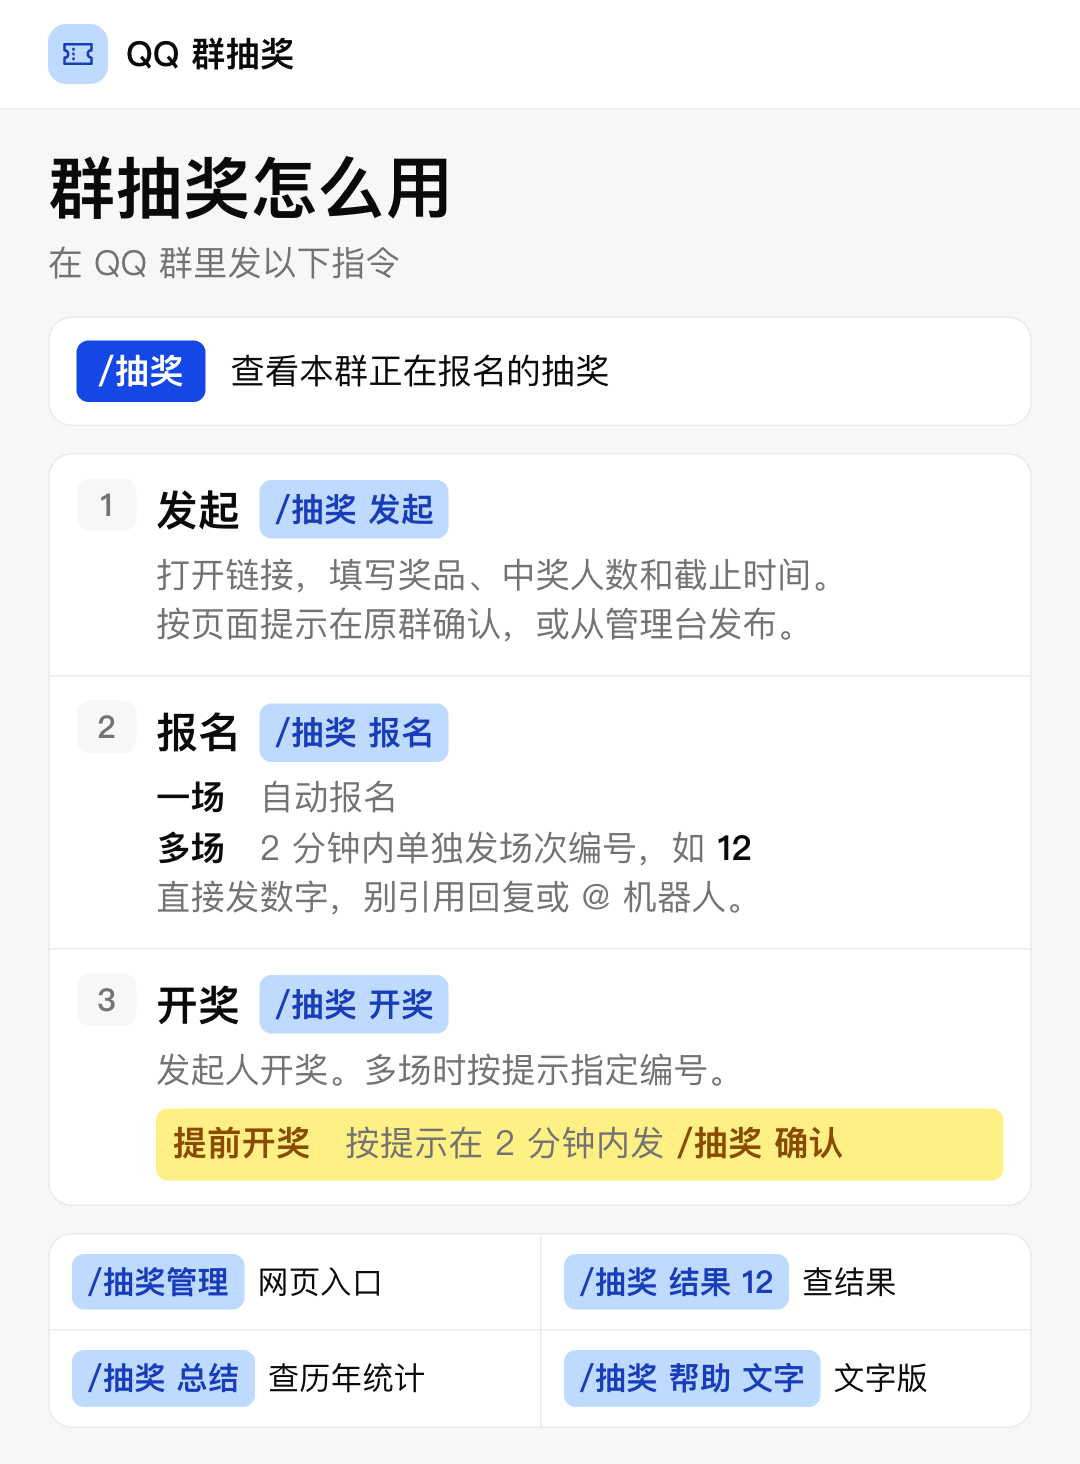 QQ 群抽奖
群抽奖怎么用
在 QQ 群里发以下指令
/抽奖 查看本群正在报名的抽奖
1 发起 /抽奖 发起
打开链接，填写奖品、中奖人数和截止时间。
按页面提示在原群确认，或从管理台发布。
2 报名 /抽奖 报名
一场 自动报名
多场 2 分钟内单独发场次编号，如 12
直接发数字，别引用回复或 @ 机器人。
3 开奖 /抽奖 开奖
发起人开奖。多场时按提示指定编号。
提前开奖 按提示在 2 分钟内发 /抽奖 确认
/抽奖管理 网页入口
/抽奖 结果 12 查结果
/抽奖 总结 查历年统计
/抽奖 帮助 文字 文字版